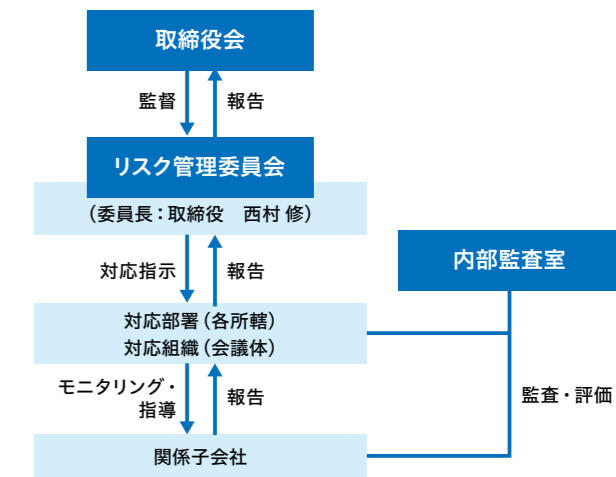 取締役会
監督
報告
リスク管理委員会
（委員長：取締役　西村 修）
対応指示
報告
内部監査室
対応部署（各所轄）
対応組織（会議体）
モニタリング・
指導
報告
監査・評価
関係子会社